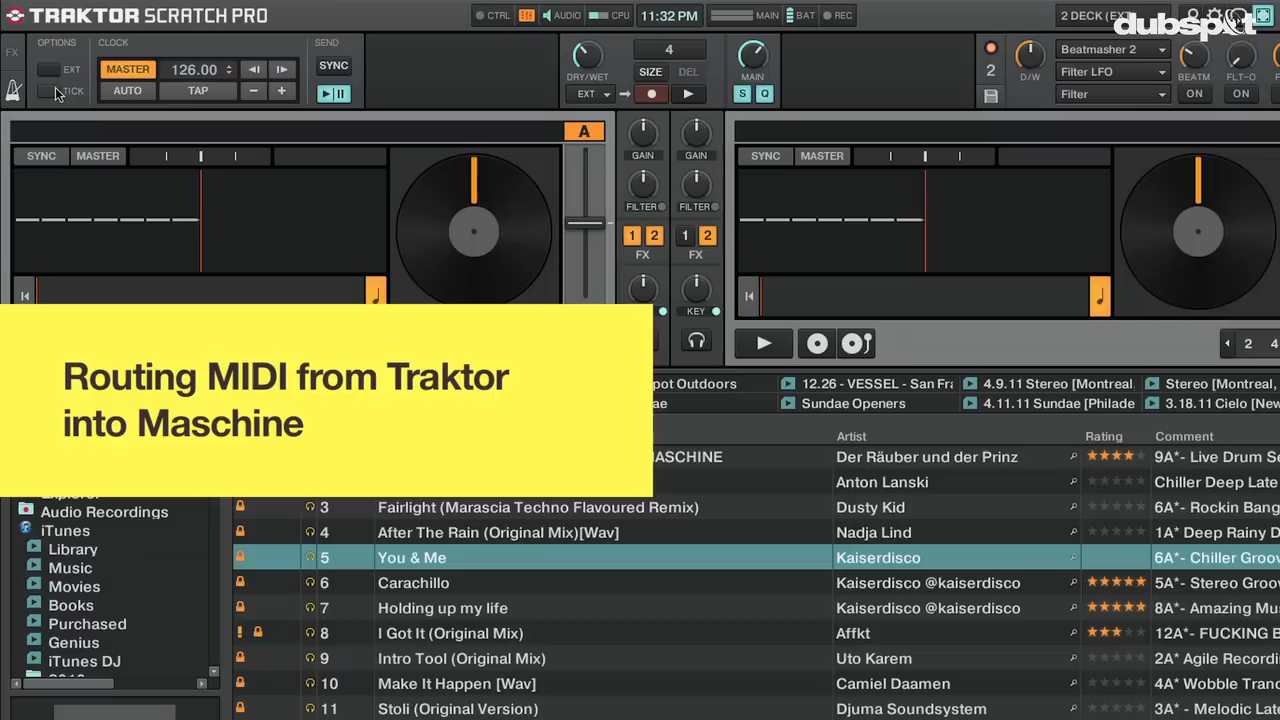 TRAKTOR SCRATCH PRO
CTRL
AUDIO
CPU
11:32 PM
MAIN
BAT
REC
2 DECK (EXT
dubspot
FX
OPTIONS
CLOCK
SEND
EXT
TICK
MASTER
126.00
AUTO
TAP
−
+
SYNC
DRY/WET
4
SIZE
DEL
EXT
MAIN
S
Q
2
D/W
Beatmasher 2
Filter LFO
Filter
BEATM
ON
FLT-O
ON
A
SYNC
MASTER
GAIN
GAIN
FILTER
FILTER
1 2
1 2
FX
FX
KEY
SYNC
MASTER
2 4
Routing MIDI from Traktor
into Maschine
pot Outdoors
12.26 - VESSEL - San Fra
4.9.11 Stereo [Montreal,
Stereo [Montreal,
ae
Sundae Openers
4.11.11 Sundae [Philade
3.18.11 Cielo [New
Artist
Rating
Comment
MASCHINE
Der Räuber und der Prinz
9A*- Live Drum Se
Anton Lanski
Chiller Deep Late
3
Fairlight (Marascia Techno Flavoured Remix)
Dusty Kid
6A*- Rockin Bang
4
After The Rain (Original Mix)[Wav]
Nadja Lind
1A* Deep Rainy D
5
You & Me
Kaiserdisco
6A*- Chiller Groov
6
Carachillo
Kaiserdisco @kaiserdisco
5A*- Stereo Groo
7
Holding up my life
Kaiserdisco @kaiserdisco
8A*- Amazing Mus
8
I Got It (Original Mix)
Affkt
12A*- FUCKING B
9
Intro Tool (Original Mix)
Uto Karem
2A* Agile Recordin
10
Make It Happen [Wav]
Camiel Daamen
4A* Wobble Tranc
11
Stoli (Original Version)
Djuma Soundsystem
3A*- Melodic Late
Explorer
Audio Recordings
iTunes
Library
Music
Movies
Books
Purchased
Genius
iTunes DJ